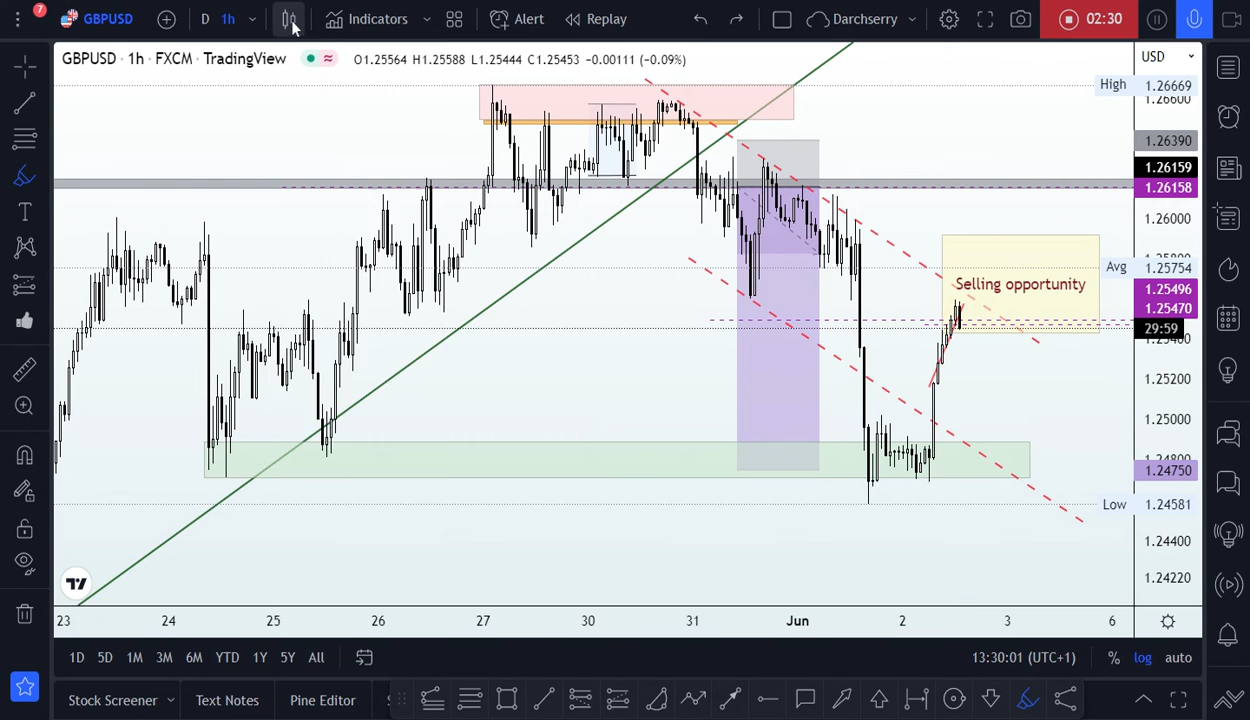 7
GBPUSD
D
1h
Indicators
Alert
Replay
Darchserry
02:30
GBPUSD · 1h · FXCM · TradingView
O1.25564 H1.25588 L1.25444 C1.25453 −0.00111 (−0.09%)
USD
High 1.26669
1.26600
1.26390
1.26159
1.26158
1.26000
Avg 1.25754
Selling opportunity
1.25496
1.25470
29:59
1.25200
1.25000
1.24750
Low 1.24581
1.24400
1.24220
23 24 25 26 27 30 31 Jun 2 3 6
1D 5D 1M 3M 6M YTD 1Y 5Y All
13:30:01 (UTC+1)
% log auto
Stock Screener
Text Notes
Pine Editor